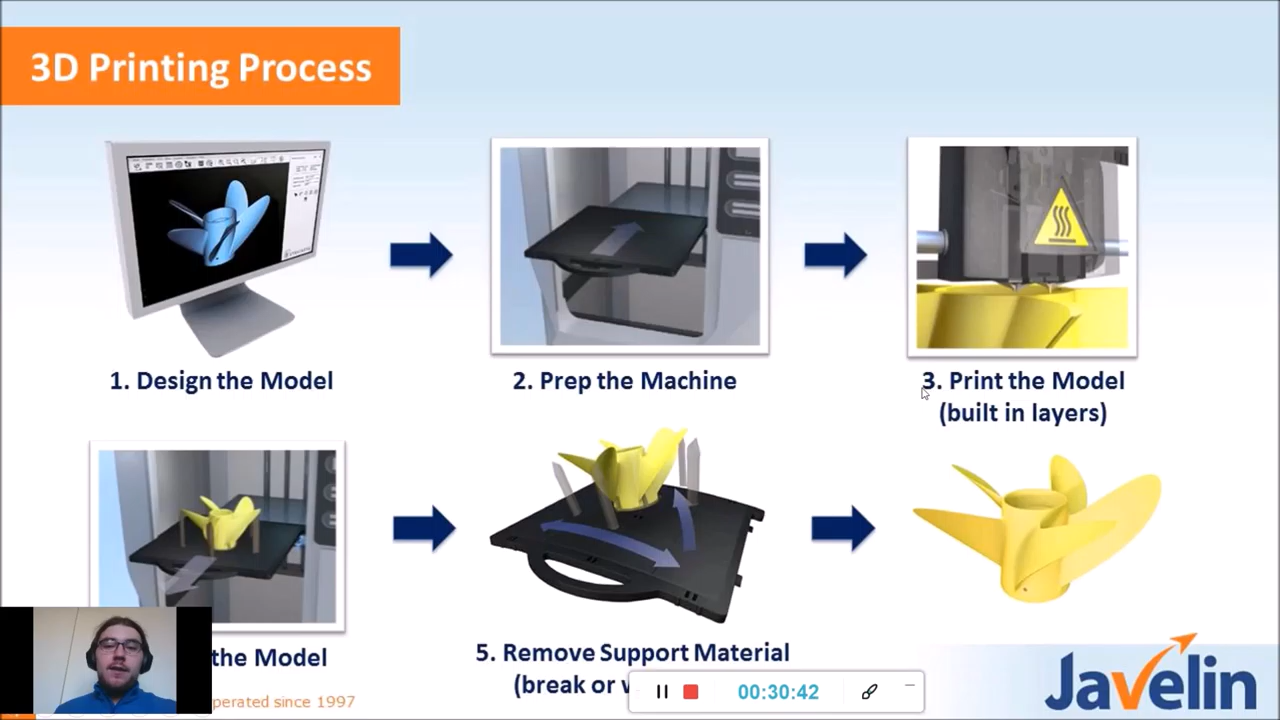 3D Printing Process
1. Design the Model
2. Prep the Machine
3. Print the Model
(built in layers)
the Model
5. Remove Support Material
(break or
00:30:42
perated since 1997
Javelin